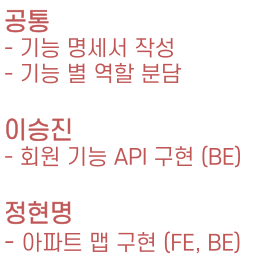 공통
- 기능 명세서 작성
- 기능 별 역할 분담
이승진
- 회원 기능 API 구현 (BE)
정현명
- 아파트 맵 구현 (FE, BE)